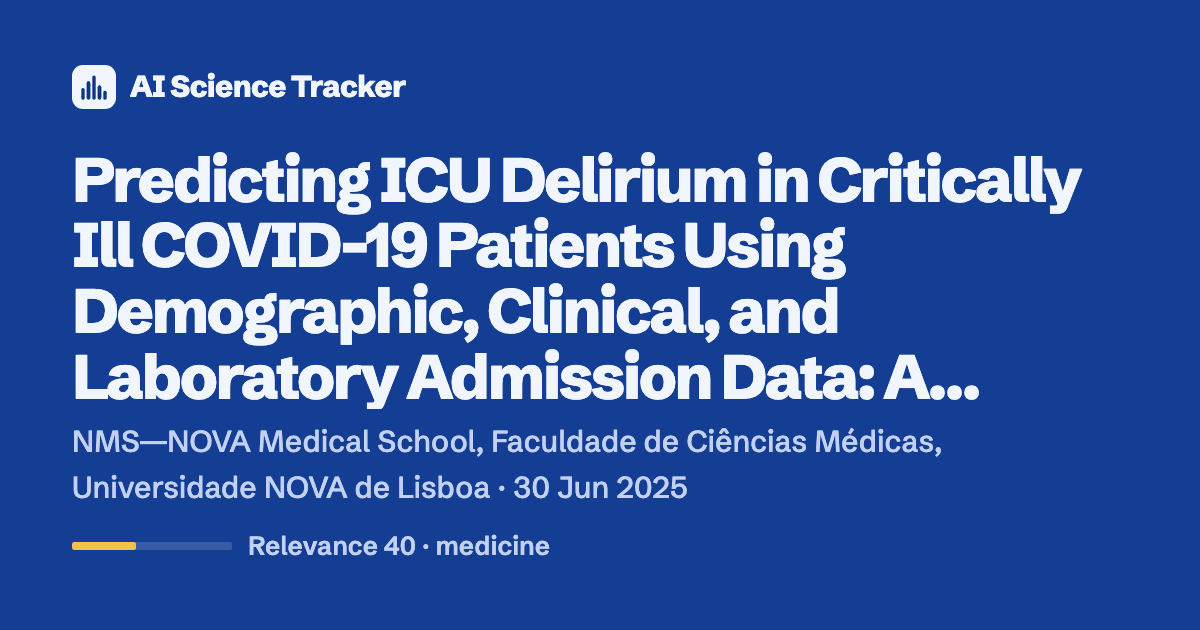 AI Science Tracker
Predicting ICU Delirium in Critically
Ill COVID-19 Patients Using
Demographic, Clinical, and
Laboratory Admission Data: A...
NMS—NOVA Medical School, Faculdade de Ciências Médicas,
Universidade NOVA de Lisboa · 30 Jun 2025
Relevance 40 · medicine